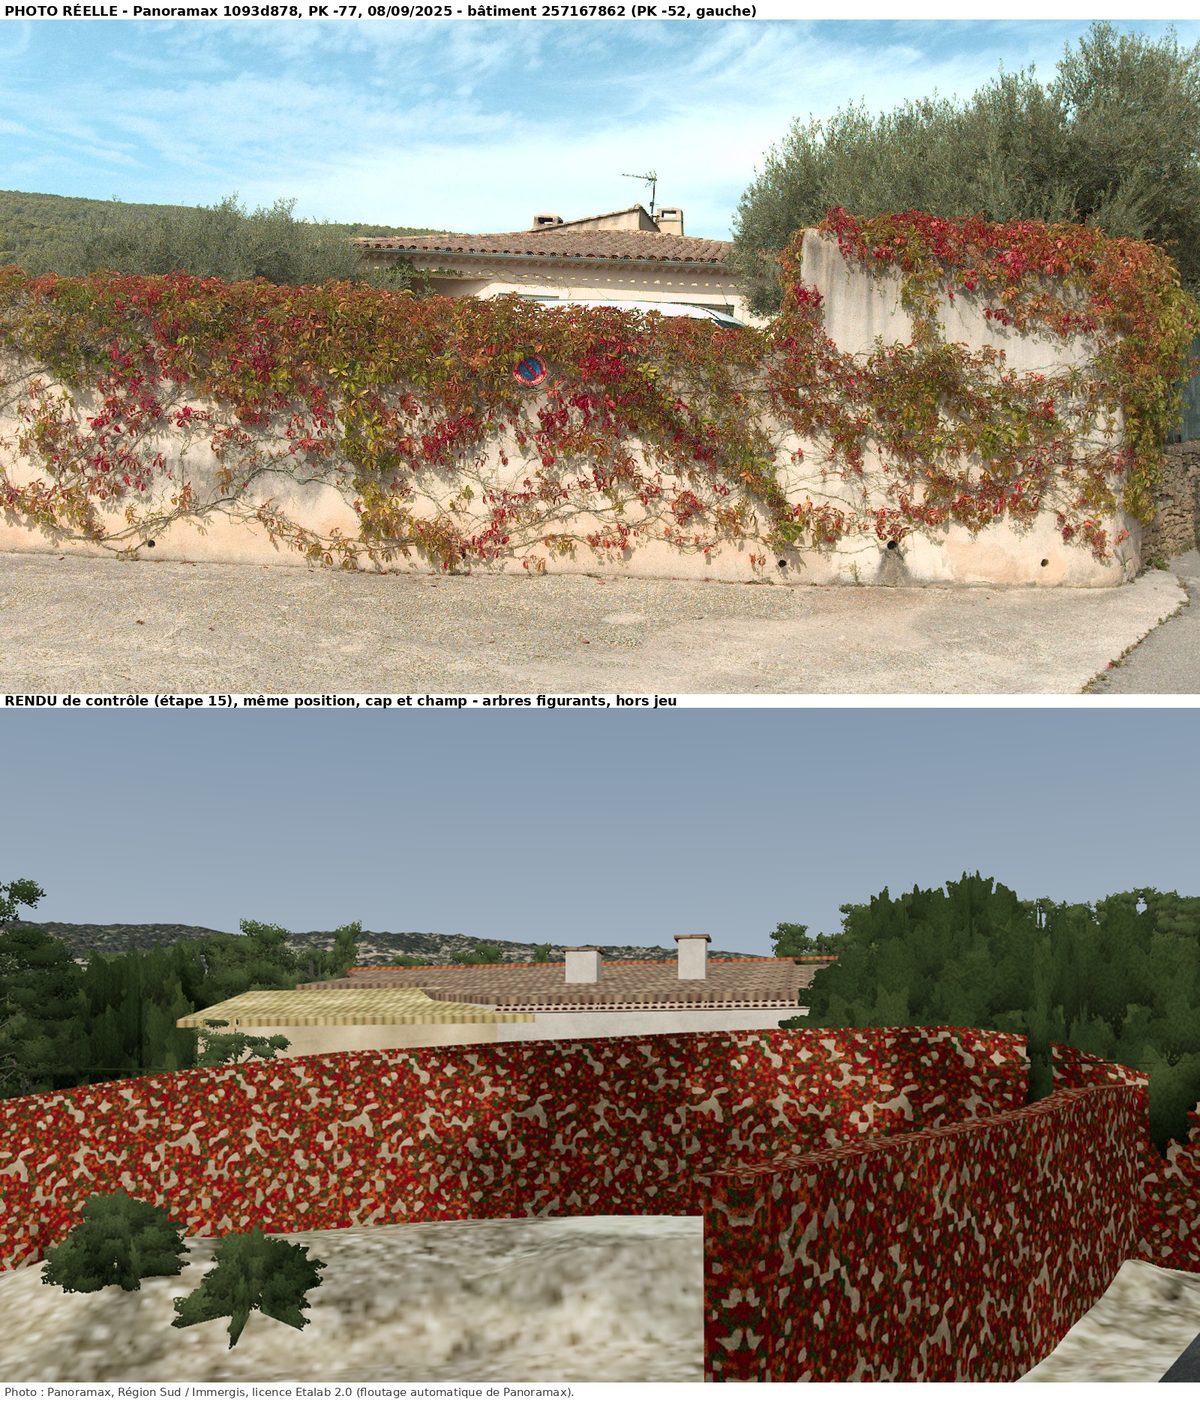 PHOTO RÉELLE - Panoramax 1093d878, PK -77, 08/09/2025 - bâtiment 257167862 (PK -52, gauche)
RENDU de contrôle (étape 15), même position, cap et champ - arbres figurants, hors jeu
Photo : Panoramax, Région Sud / Immergis, licence Etalab 2.0 (floutage automatique de Panoramax).